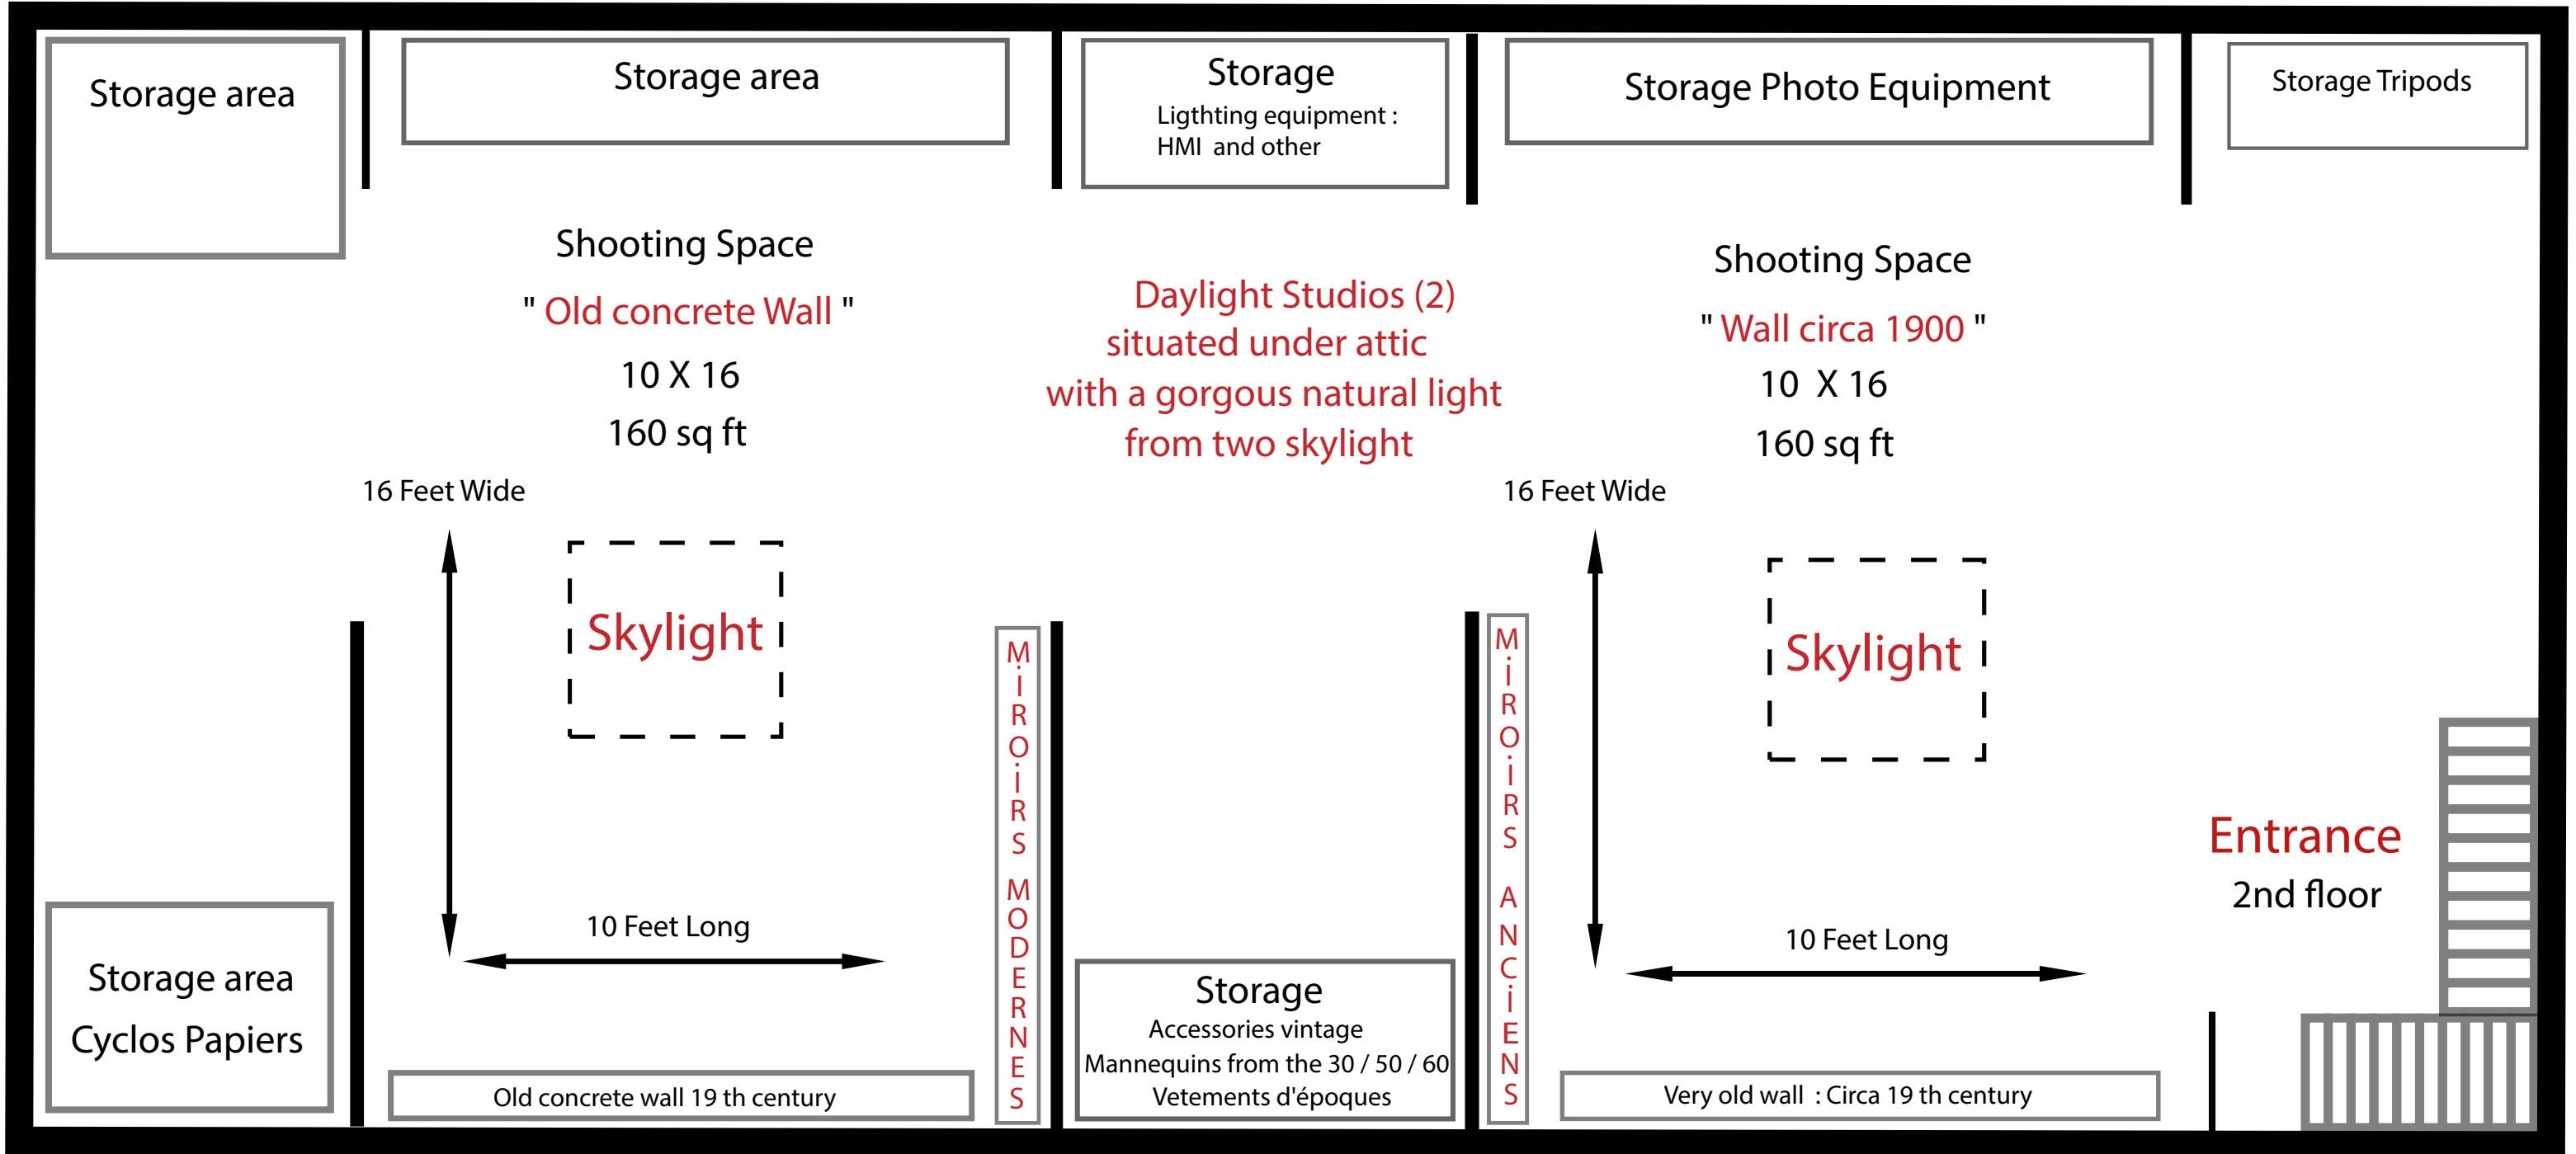 Storage area
Storage area
Storage
Ligthting equipment :
HMI and other
Storage Photo Equipment
Storage Tripods
Shooting Space
" Old concrete Wall "
10 X 16
160 sq ft
16 Feet Wide
Skylight
10 Feet Long
MiROiRS MODERNES
Old concrete wall 19 th century
Storage area
Cyclos Papiers
Daylight Studios (2)
situated under attic
with a gorgous natural light
from two skylight
Storage
Accessories vintage
Mannequins from the 30 / 50 / 60
Vetements d'époques
Shooting Space
" Wall circa 1900 "
10 X 16
160 sq ft
16 Feet Wide
Skylight
10 Feet Long
MiROiRS ANCiENS
Very old wall : Circa 19 th century
Entrance
2nd floor